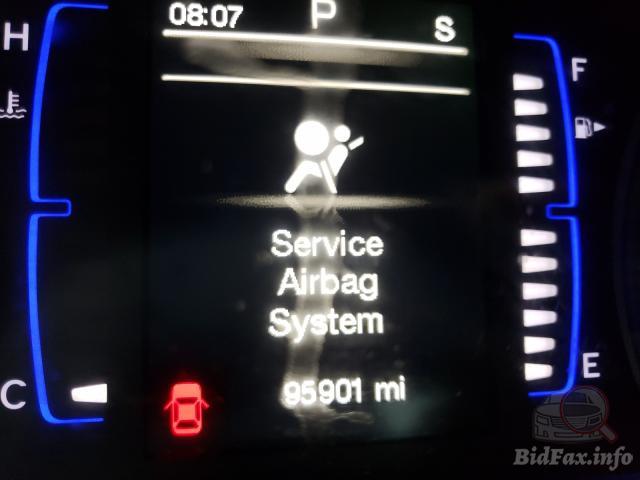 08:07 P S
H
F
Service
Airbag
System
E
C
95901 mi
BidFax.info